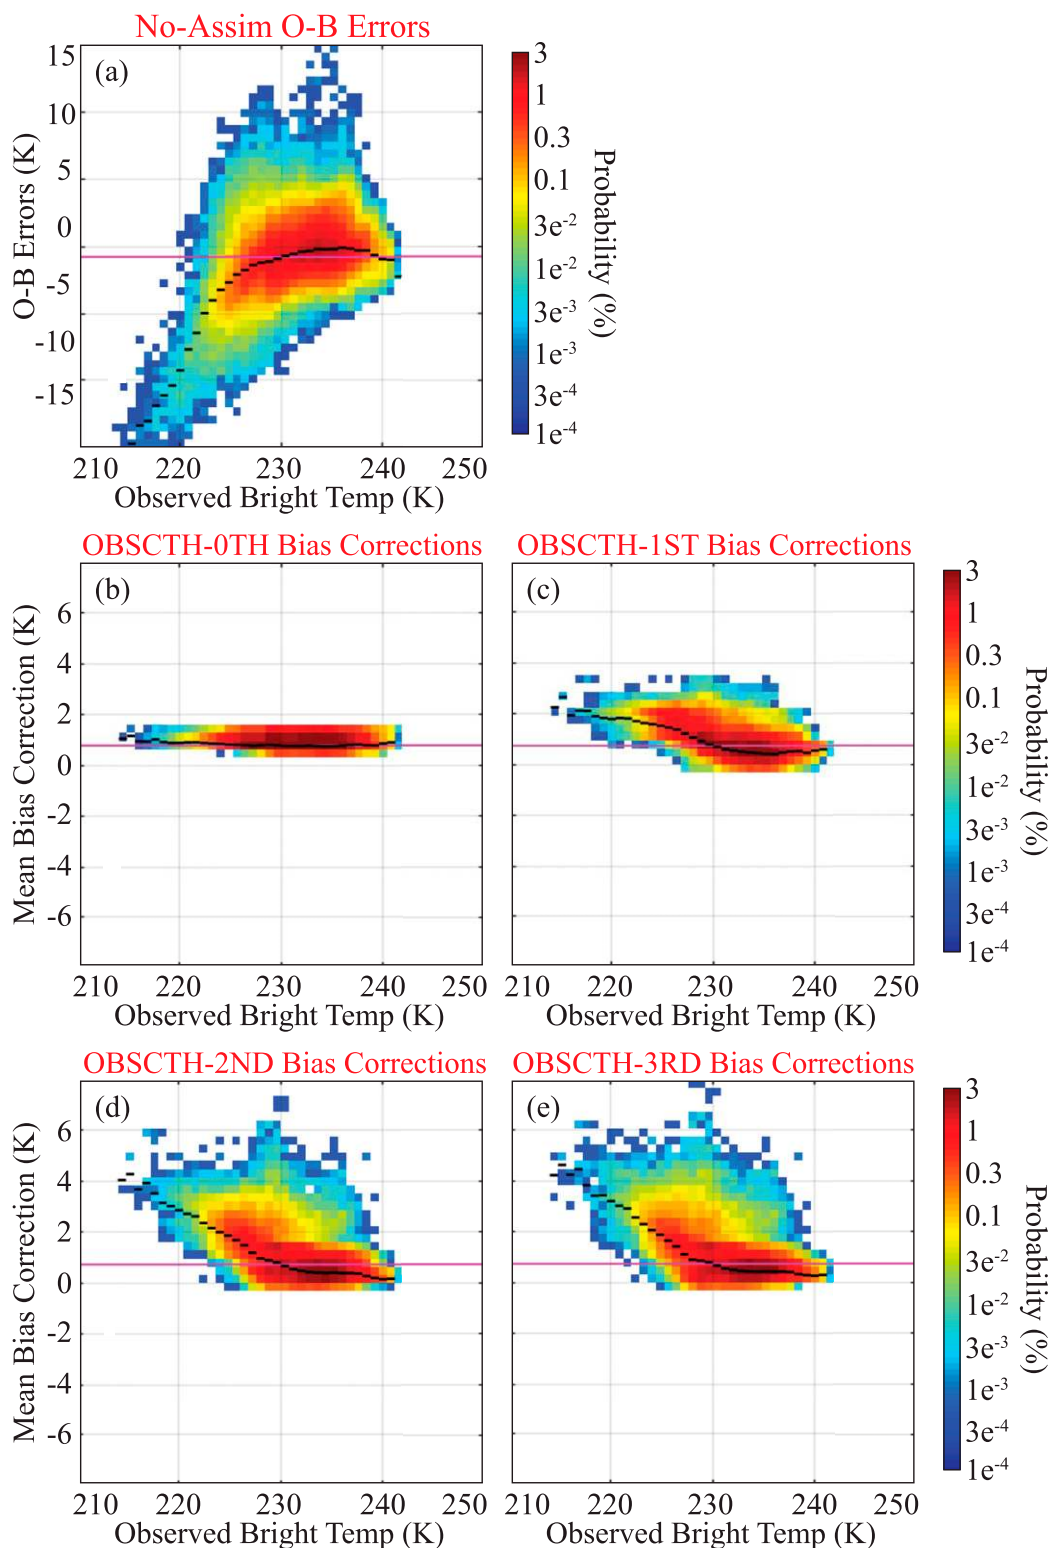 No-Assim O-B Errors
(a)
O-B Errors (K)
15
10
5
0
-5
-10
-15
210 220 230 240 250
Observed Bright Temp (K)
3
1
0.3
0.1
3e-2
1e-2
3e-3
1e-3
3e-4
1e-4
Probability (%)
OBSCTH-0TH Bias Corrections
(b)
Mean Bias Correction (K)
6
4
2
0
-2
-4
-6
210 220 230 240 250
Observed Bright Temp (K)
OBSCTH-1ST Bias Corrections
(c)
210 220 230 240 250
Observed Bright Temp (K)
3
1
0.3
0.1
3e-2
1e-2
3e-3
1e-3
3e-4
1e-4
Probability (%)
OBSCTH-2ND Bias Corrections
(d)
Mean Bias Correction (K)
6
4
2
0
-2
-4
-6
210 220 230 240 250
Observed Bright Temp (K)
OBSCTH-3RD Bias Corrections
(e)
210 220 230 240 250
Observed Bright Temp (K)
3
1
0.3
0.1
3e-2
1e-2
3e-3
1e-3
3e-4
1e-4
Probability (%)